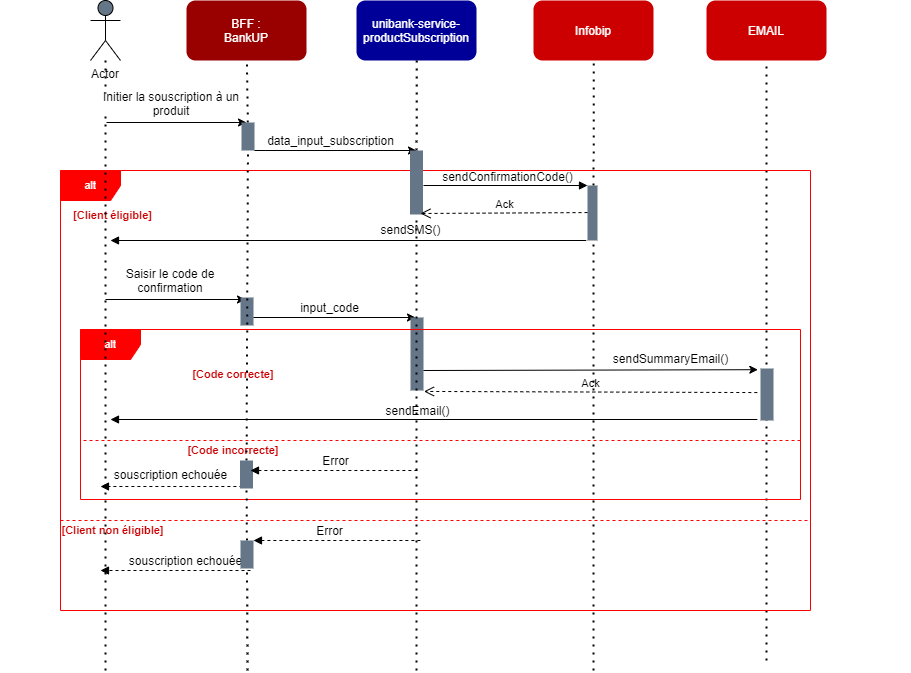 BFF :
BankUP
unibank-service-
productSubscription
Infobip
EMAIL
Actor
Initier la souscription à un
produit
data_input_subscription
alt
sendConfirmationCode()
Ack
[Client éligible]
sendSMS()
Saisir le code de
confirmation
input_code
alt
sendSummaryEmail()
[Code correcte]
Ack
sendEmail()
[Code incorrecte]
Error
souscription echouée
[Client non éligible]
Error
souscription echouée